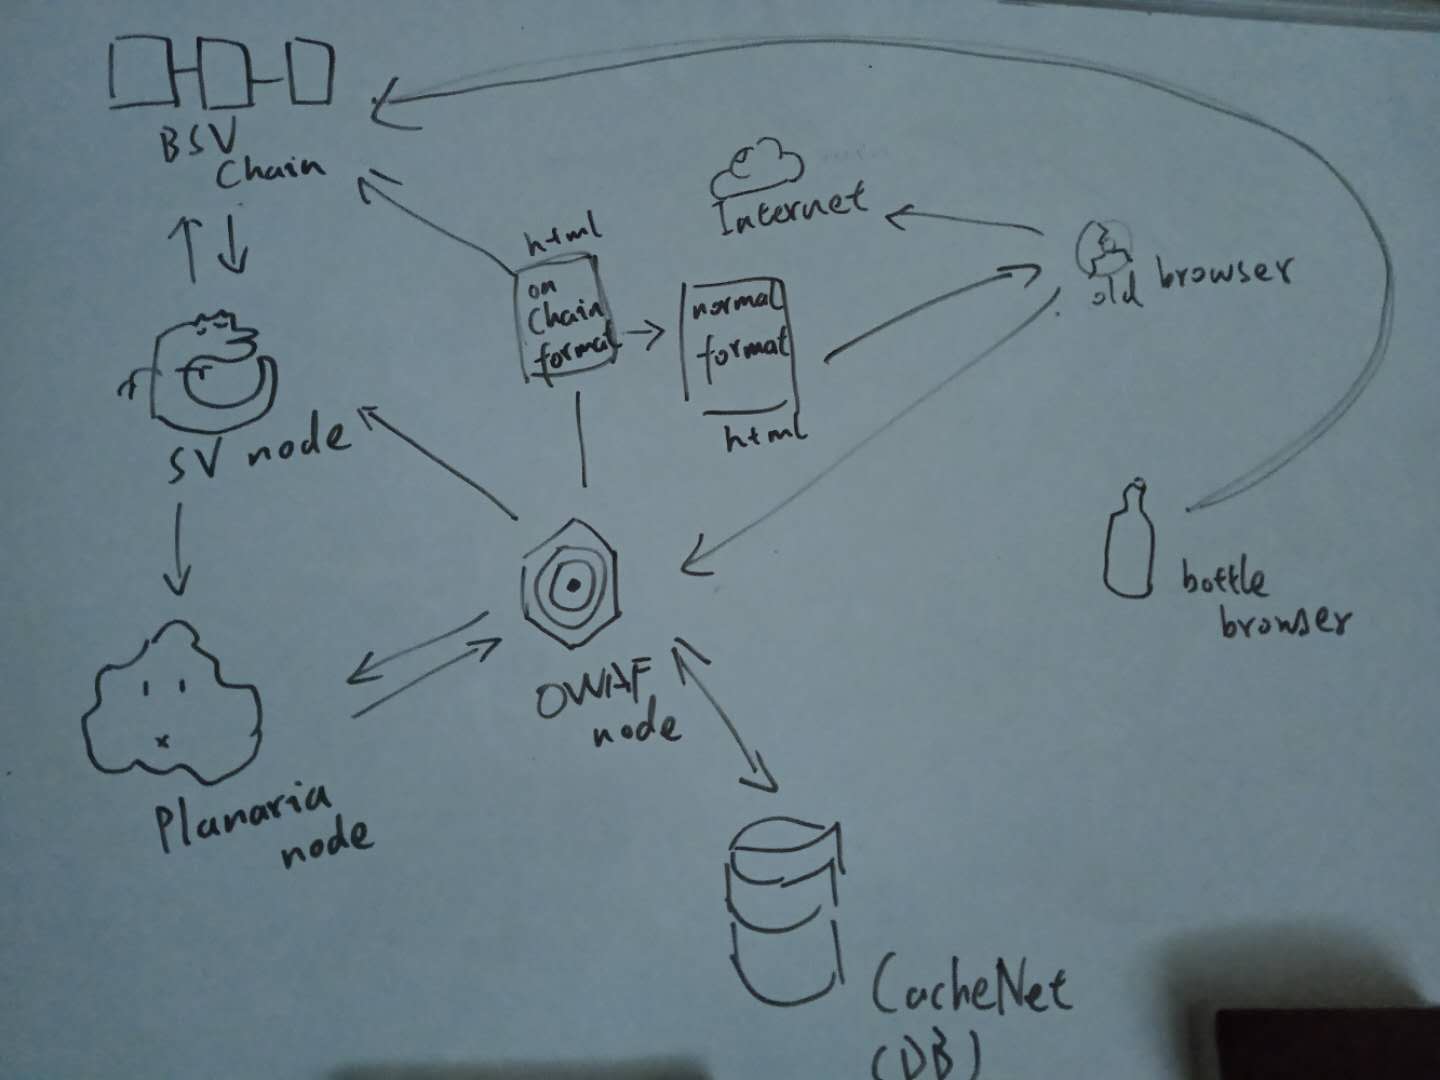 BSV
Chain
Internet
html
on
Chain
format
normal
format
html
old browser
SV node
bottle
browser
OWAF
node
Planaria
node
CacheNet
(DB)